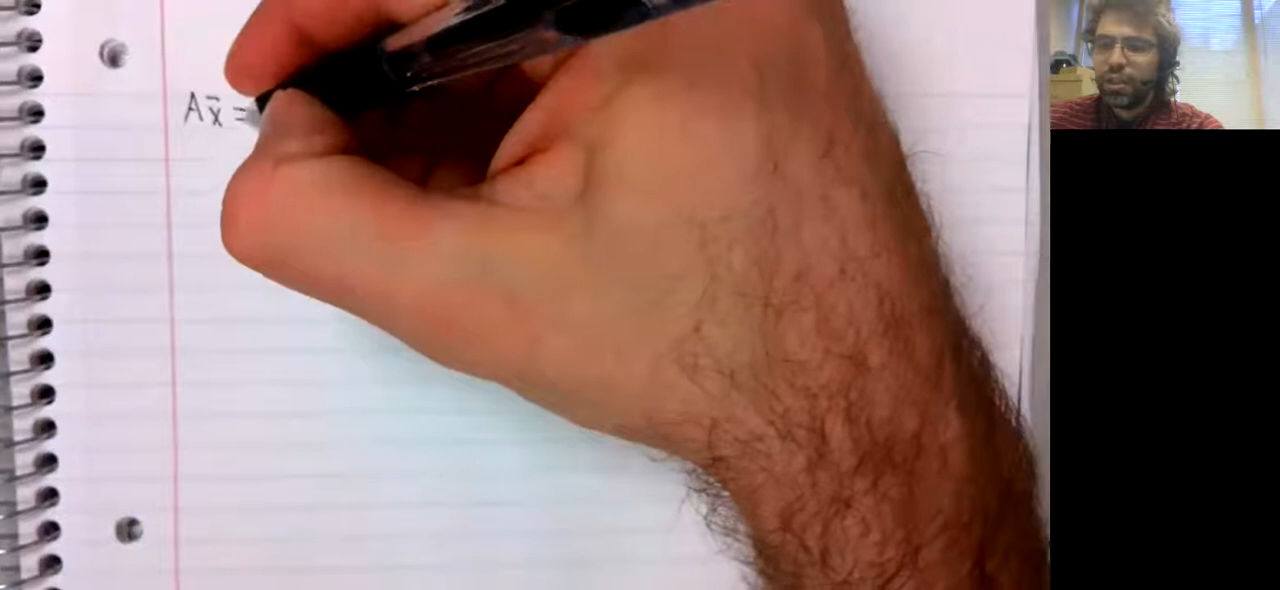 Ax̄ =